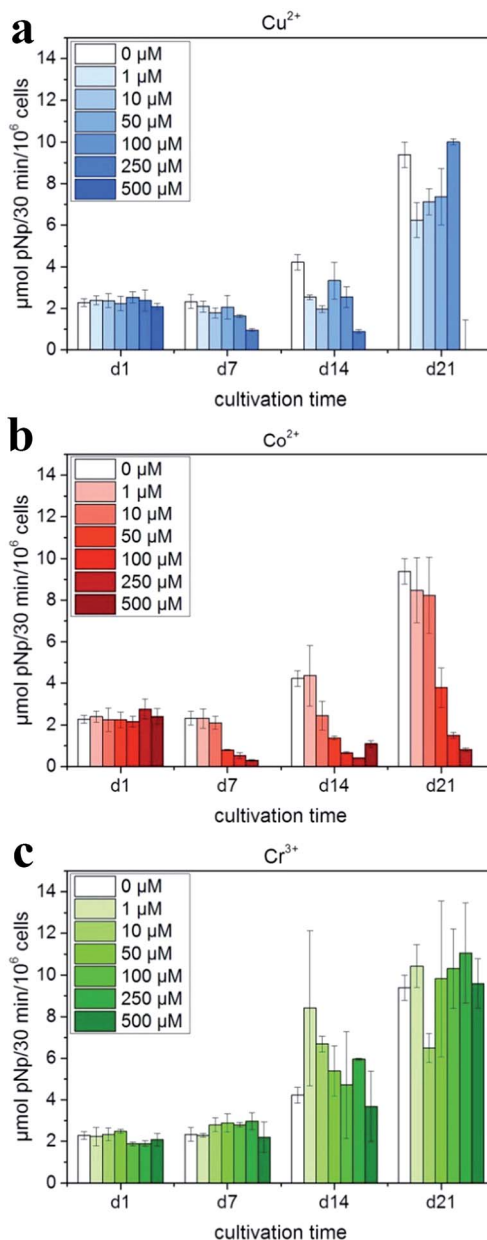 a
Cu²⁺
0 µM
1 µM
10 µM
50 µM
100 µM
250 µM
500 µM
14
12
10
8
6
4
2
0
µmol pNp/30 min/10⁶ cells
d1 d7 d14 d21
cultivation time
b
Co²⁺
0 µM
1 µM
10 µM
50 µM
100 µM
250 µM
500 µM
14
12
10
8
6
4
2
0
µmol pNp/30 min/10⁶ cells
d1 d7 d14 d21
cultivation time
c
Cr³⁺
0 µM
1 µM
10 µM
50 µM
100 µM
250 µM
500 µM
14
12
10
8
6
4
2
0
µmol pNp/30 min/10⁶ cells
d1 d7 d14 d21
cultivation time